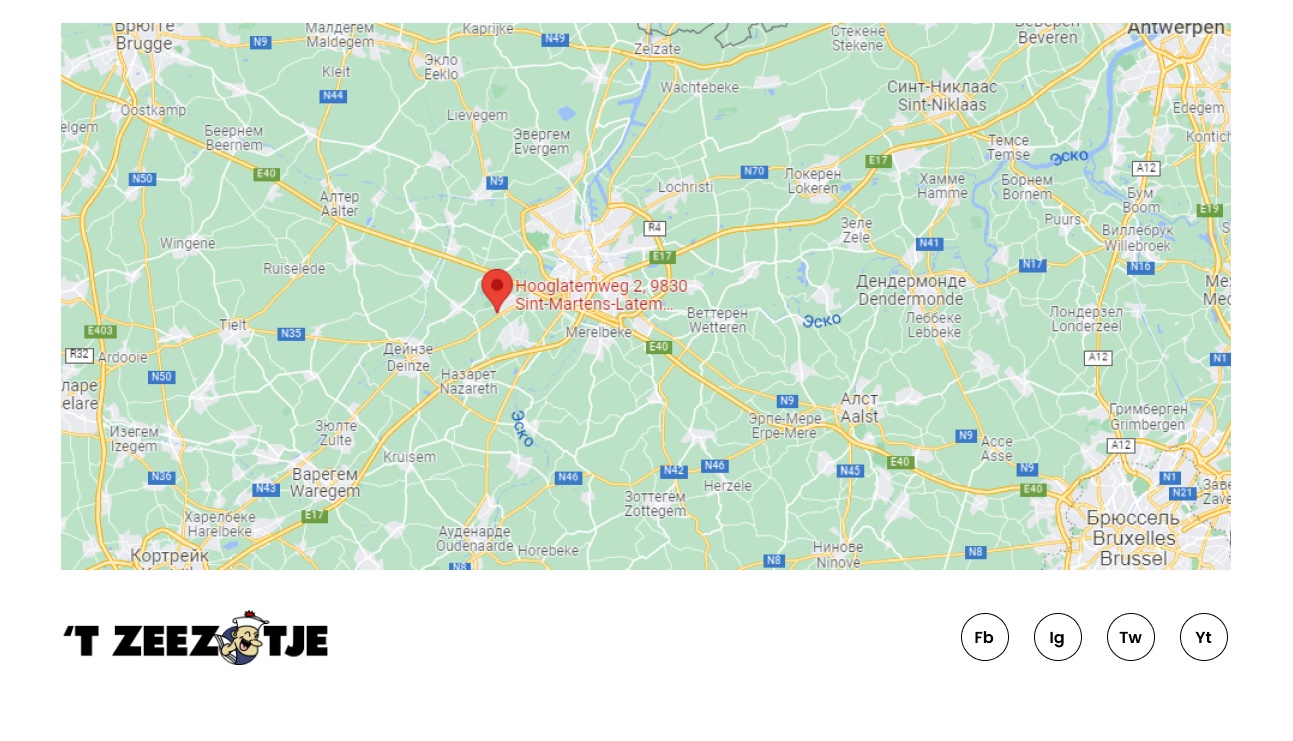 Брюгге
Brugge
N9
Малдегем
Maldegem
Kaprijke
N49
Zelzate
Стекене
Stekene
Беверен
Beveren
Antwerpen
Kleit
Экло
Eeklo
N44
Wachtebeke
Синт-Никлаас
Sint-Niklaas
Oostkamp
Lievegem
Edegem
elgem
Беернем
Beernem
Эвергем
Evergem
Темсе
Temse
Эско
Kontich
N50
E40
N9
Lochristi
N70
Локерен
Lokeren
E17
Хамме
Hamme
Борнем
Bornem
A12
Бум
Boom
Алтер
Aalter
R4
Зеле
Zele
Puurs
E19
Wingene
E17
N41
Виллебрук
Willebroek
Ruiselede
N17
N16
Hooglatemweg 2, 9830
Sint-Martens-Latem...
Дендермонде
Dendermonde
E403
Tielt
N35
Merelbeke
Веттерен
Wetteren
Эско
Леббеке
Lebbeke
Лондерзел
Londerzeel
R32
Ardooie
Дейнзе
Deinze
E40
A12
N1
N50
Назарет
Nazareth
ларе
elare
N9
Алст
Aalst
Эско
Эрпе-Мере
Erpe-Mere
Гримберген
Grimbergen
Изегем
Izegem
Зюлте
Zulte
N9
Ассе
Asse
A12
Kruisem
N36
N43
Варегем
Waregem
N46
N42
N46
Herzele
N45
E40
N9
E40
N1
N21
Заве
Zave
Зоттегем
Zottegem
Харелбеке
Harelbeke
E17
Ауденарде
Oudenaarde
Horebeke
Брюссель
Bruxelles
Brussel
Кортрейк
N8
N8
Нинове
Ninove
N8
'T ZEEZOTJE
Fb
Ig
Tw
Yt